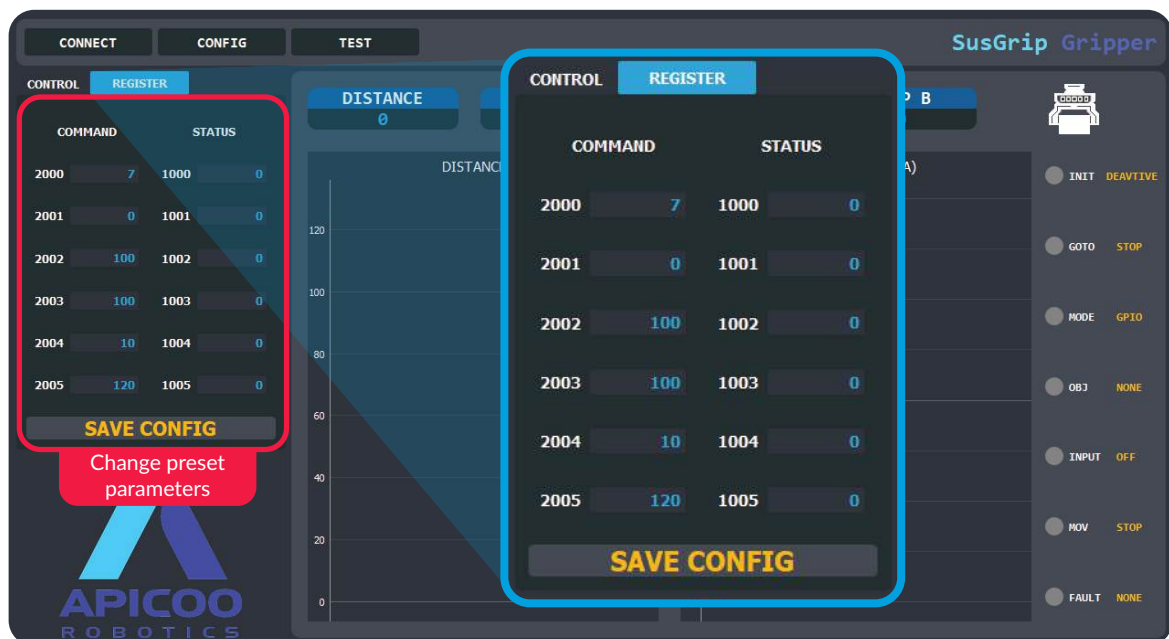 CONNECT CONFIG TEST SusGrip Gripper
CONTROL REGISTER
COMMAND STATUS
2000 7 1000 0
2001 0 1001 0
2002 100 1002 0
2003 100 1003 0
2004 10 1004 0
2005 120 1005 0
SAVE CONFIG
Change preset
parameters
APICOO
ROBOTICS
DISTANCE
0
P B
DISTANC
A)
120
100
80
60
40
20
0
CONTROL REGISTER
COMMAND STATUS
2000 7 1000 0
2001 0 1001 0
2002 100 1002 0
2003 100 1003 0
2004 10 1004 0
2005 120 1005 0
SAVE CONFIG
INIT DEAVTIVE
GOTO STOP
MODE GPIO
OBJ NONE
INPUT OFF
MOV STOP
FAULT NONE